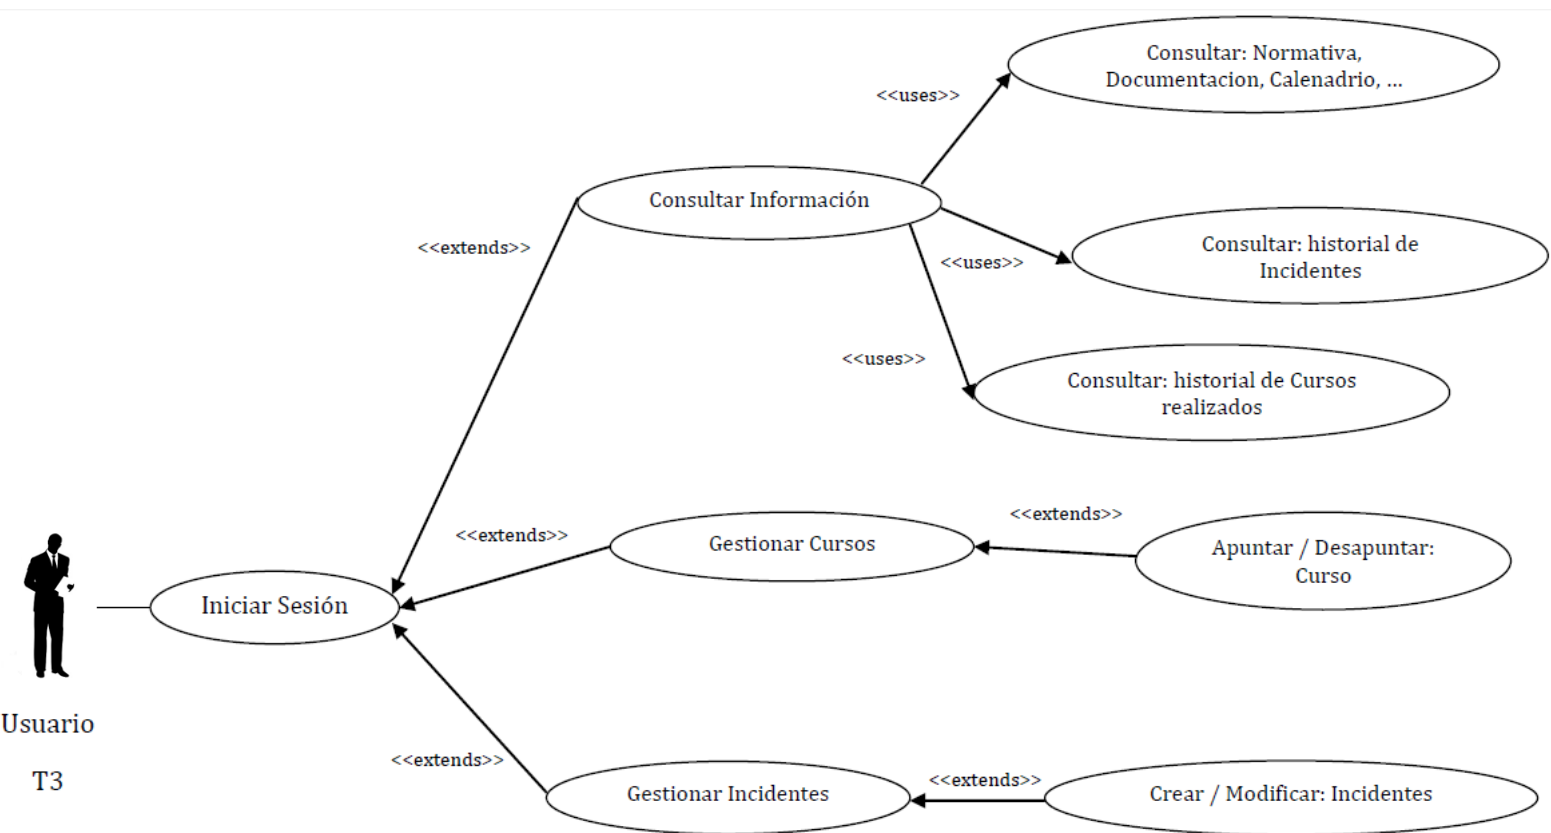 Consultar: Normativa,
Documentacion, Calenadrio, ...
<<uses>>
Consultar Información
<<extends>>
Consultar: historial de
Incidentes
<<uses>>
<<uses>>
Consultar: historial de Cursos
realizados
<<extends>>
Gestionar Cursos
<<extends>>
Apuntar / Desapuntar:
Curso
Iniciar Sesión
Usuario
T3
<<extends>>
Gestionar Incidentes
<<extends>>
Crear / Modificar: Incidentes